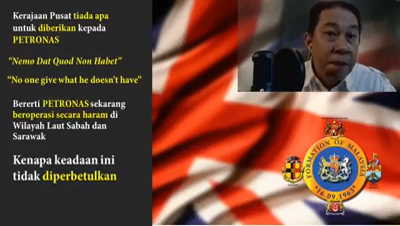 Kerajaan Pusat tiada apa
untuk diberikan kepada
PETRONAS
“Nemo Dat Quod Non Habet”
“No one give what he doesn’t have”
Bererti PETRONAS sekarang
beroperasi secara haram di
Wilayah Laut Sabah dan
Sarawak
Kenapa keadaan ini
tidak diperbetulkan
FORMATION OF MALAYSIA
*16.09.1963*